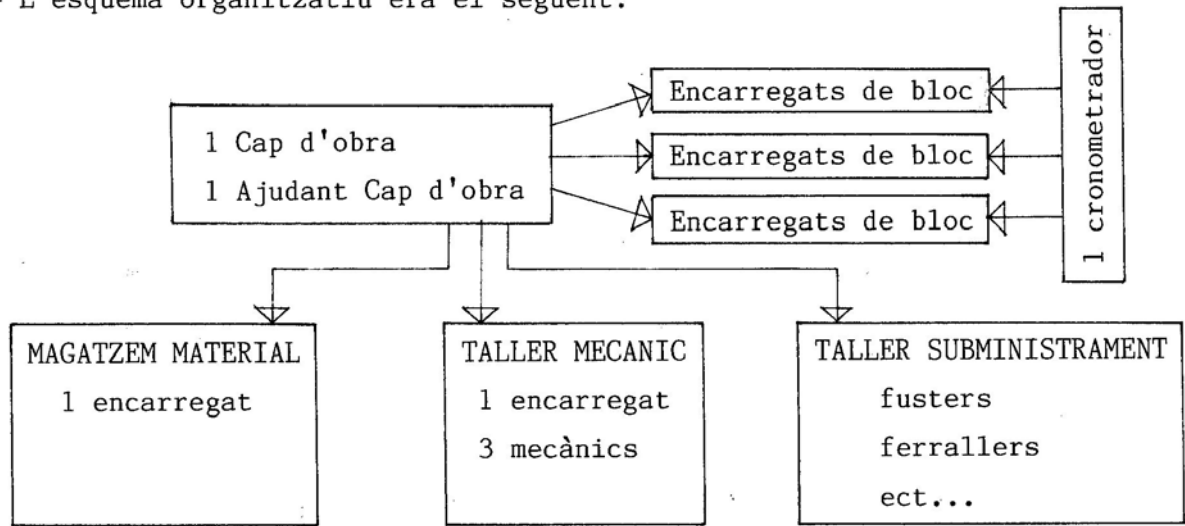 L'esquema organitzatiu era el següent:
1 Cap d'obra
1 Ajudant Cap d'obra
Encarregats de bloc
Encarregats de bloc
Encarregats de bloc
1 cronometrador
MAGATZEM MATERIAL
1 encarregat
TALLER MECANIC
1 encarregat
3 mecànics
TALLER SUBMINISTRAMENT
fusters
ferrallers
ect...